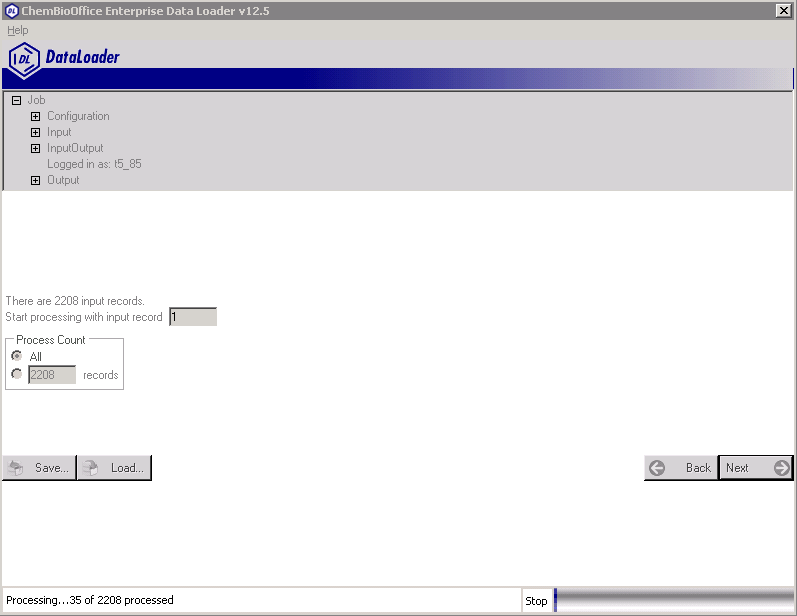 ChemBioOffice Enterprise Data Loader v12.5
Help
DL DataLoader
Job
Configuration
Input
InputOutput
Logged in as: t5_85
Output
There are 2208 input records.
Start processing with input record 1
Process Count
All
2208 records
Save... Load... Back Next
Processing...35 of 2208 processed Stop